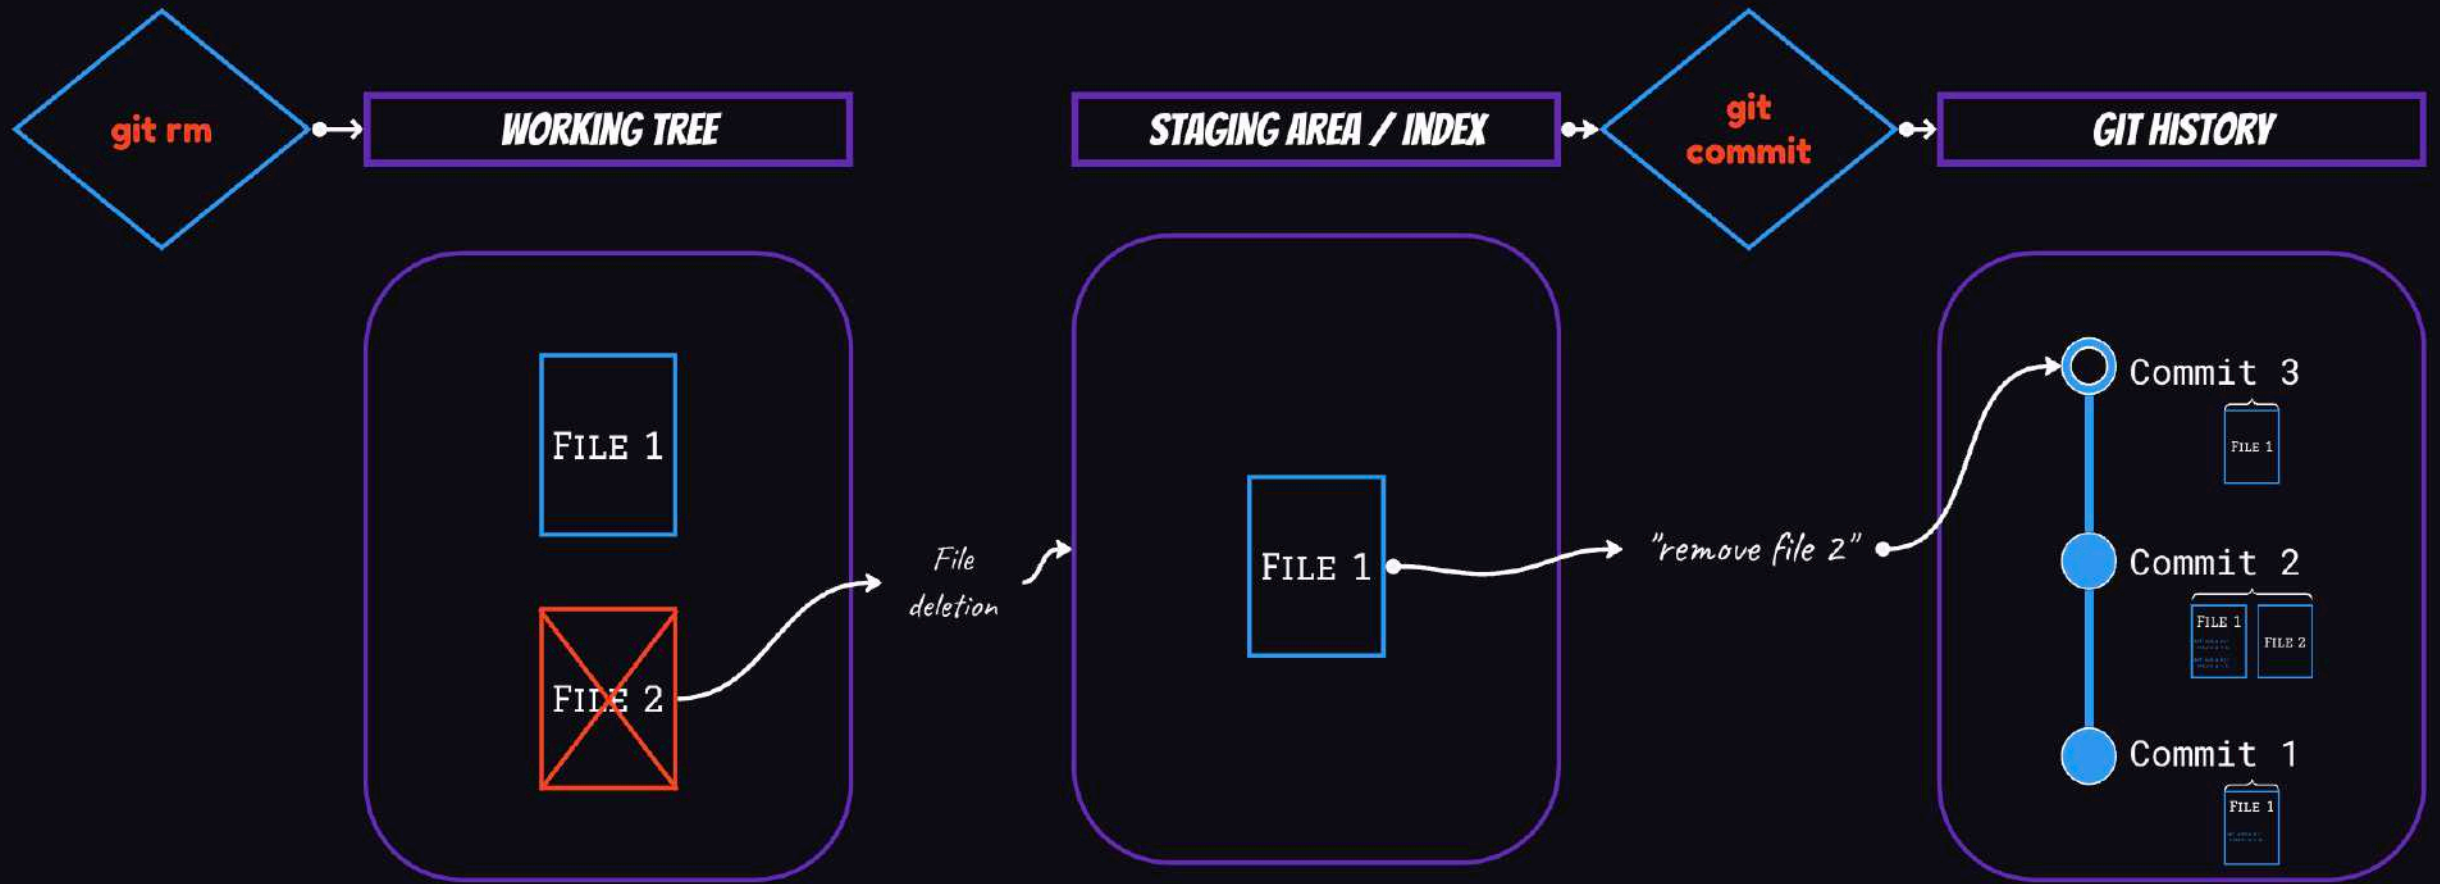 git rm
WORKING TREE
STAGING AREA / INDEX
git
commit
GIT HISTORY
FILE 1
FILE 2
File
deletion
FILE 1
"remove file 2"
Commit 3
FILE 1
Commit 2
FILE 1
FILE 2
Commit 1
FILE 1